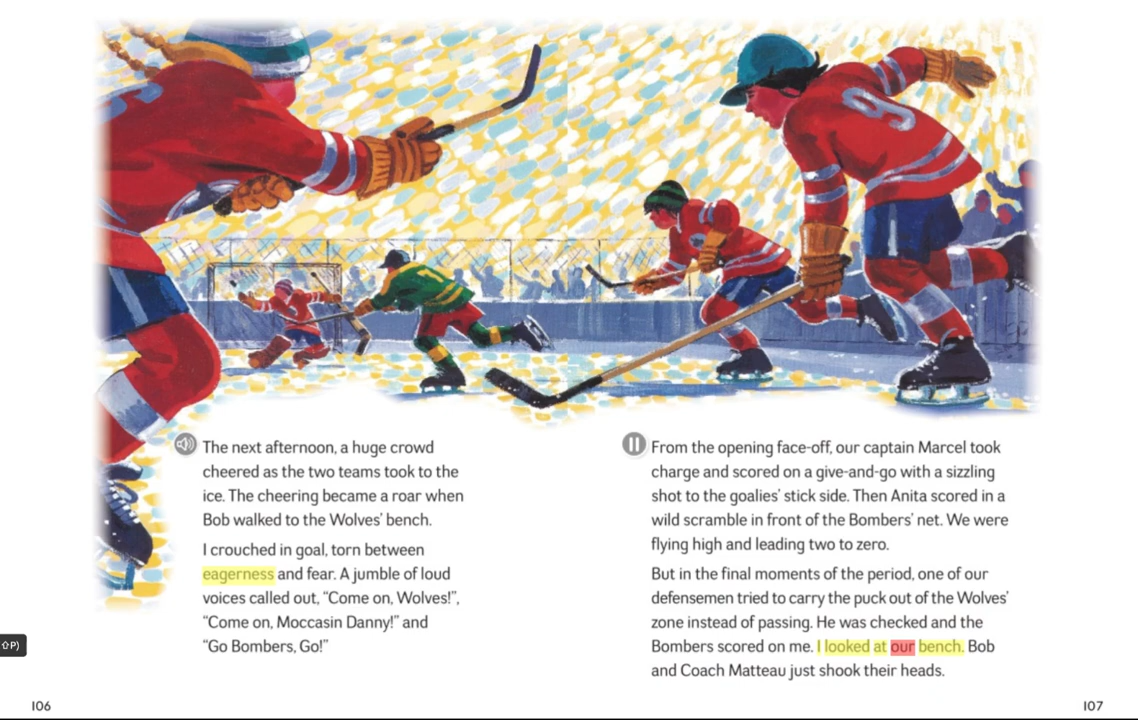 The next afternoon, a huge crowd
cheered as the two teams took to the
ice. The cheering became a roar when
Bob walked to the Wolves' bench.
I crouched in goal, torn between
eagerness and fear. A jumble of loud
voices called out, “Come on, Wolves!”,
“Come on, Moccasin Danny!” and
“Go Bombers, Go!”
From the opening face-off, our captain Marcel took
charge and scored on a give-and-go with a sizzling
shot to the goalies' stick side. Then Anita scored in a
wild scramble in front of the Bombers' net. We were
flying high and leading two to zero.
But in the final moments of the period, one of our
defensemen tried to carry the puck out of the Wolves'
zone instead of passing. He was checked and the
Bombers scored on me. I looked at our bench. Bob
and Coach Matteau just shook their heads.
⇧P)
106
107
9